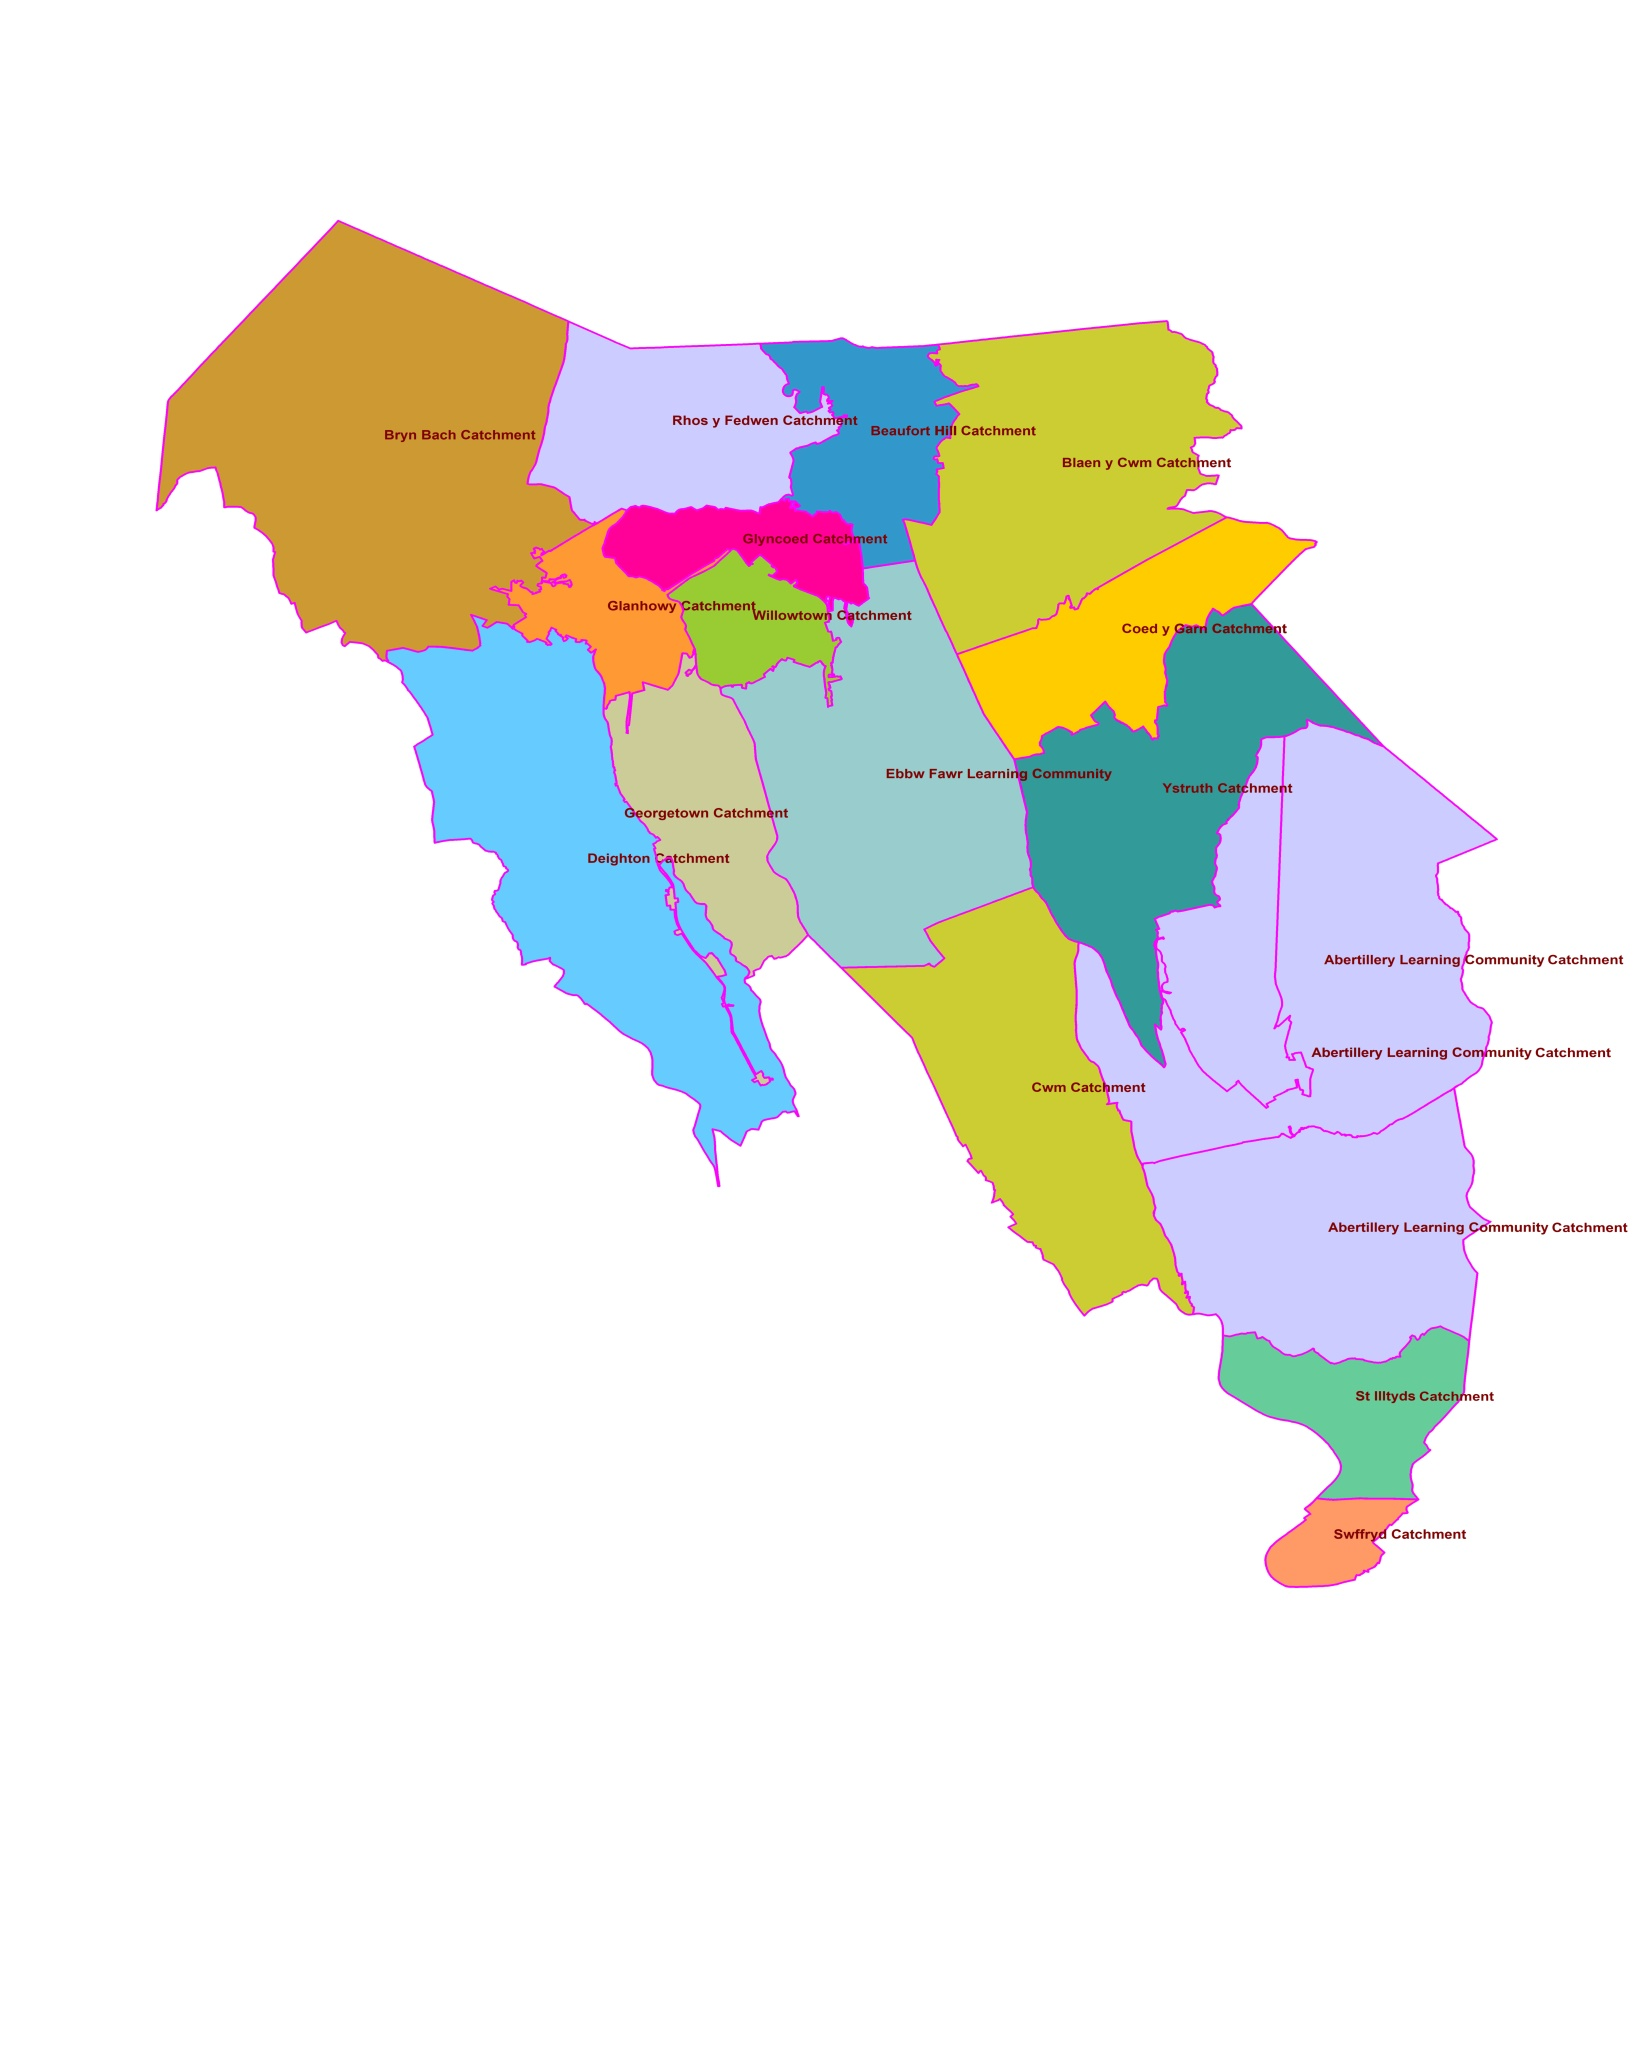 Rhos y Fedwen Catchment
Beaufort Hill Catchment
Bryn Bach Catchment
Blaen y Cwm Catchment
Glyncoed Catchment
Glanhowy Catchment
Willowtown Catchment
Coed y Garn Catchment
Ebbw Fawr Learning Community
Ystruth Catchment
Georgetown Catchment
Deighton Catchment
Abertillery Learning Community Catchment
Abertillery Learning Community Catchment
Cwm Catchment
Abertillery Learning Community Catchment
St Illtyds Catchment
Swffryd Catchment